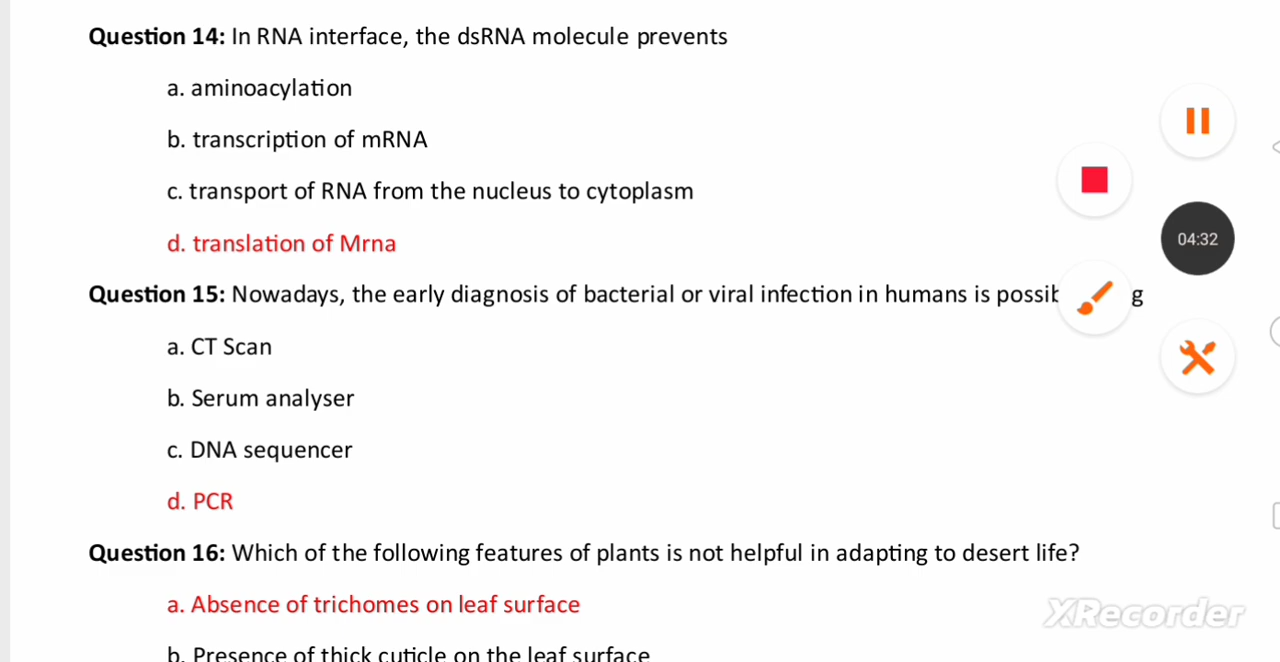 Question 14: In RNA interface, the dsRNA molecule prevents
a. aminoacylation
b. transcription of mRNA
c. transport of RNA from the nucleus to cytoplasm
d. translation of Mrna
04:32
Question 15: Nowadays, the early diagnosis of bacterial or viral infection in humans is
a. CT Scan
b. Serum analyser
c. DNA sequencer
d. PCR
Question 16: Which of the following features of plants is not helpful in adapting to desert life?
a. Absence of trichomes on leaf surface
XRecorder
b. Presence of thick cuticle on the leaf surface